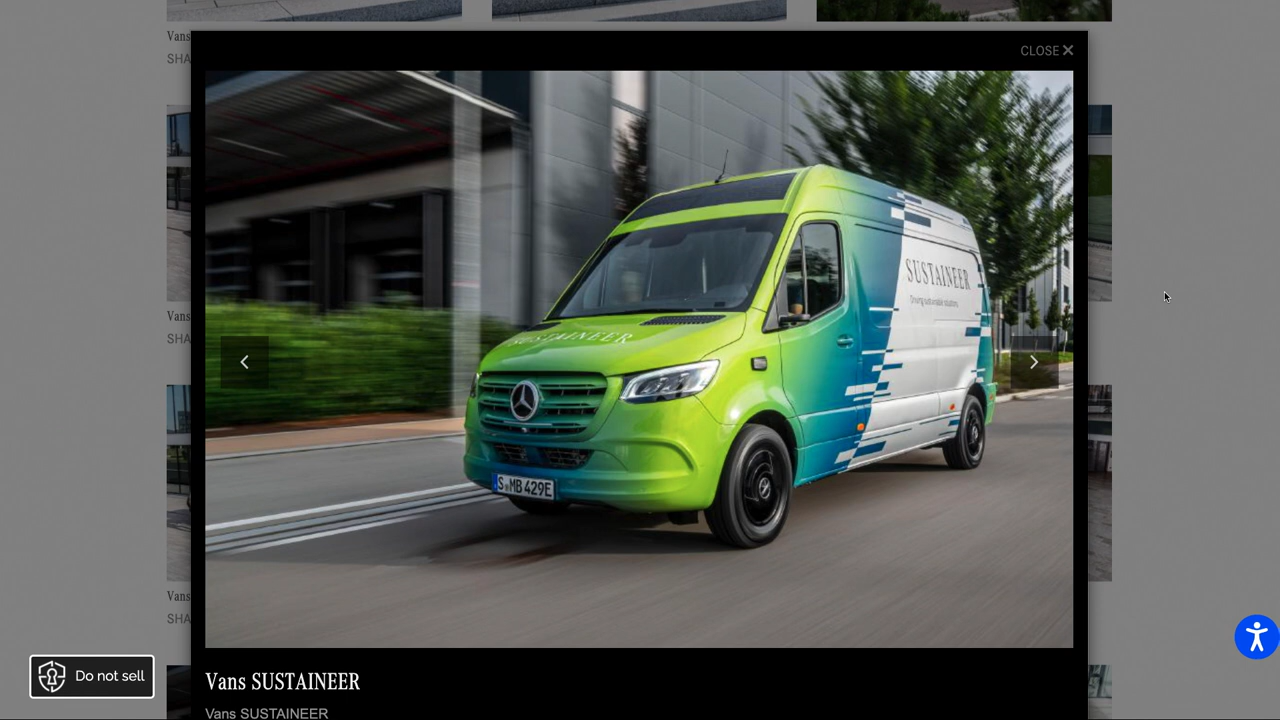 Vans
SHA
CLOSE
SUSTAINEER
Driving sustainable solutions.
SUSTAINEER
S MB 429E
Vans
SHA
Vans
SHA
Do not sell
Vans SUSTAINEER
Vans SUSTAINEER